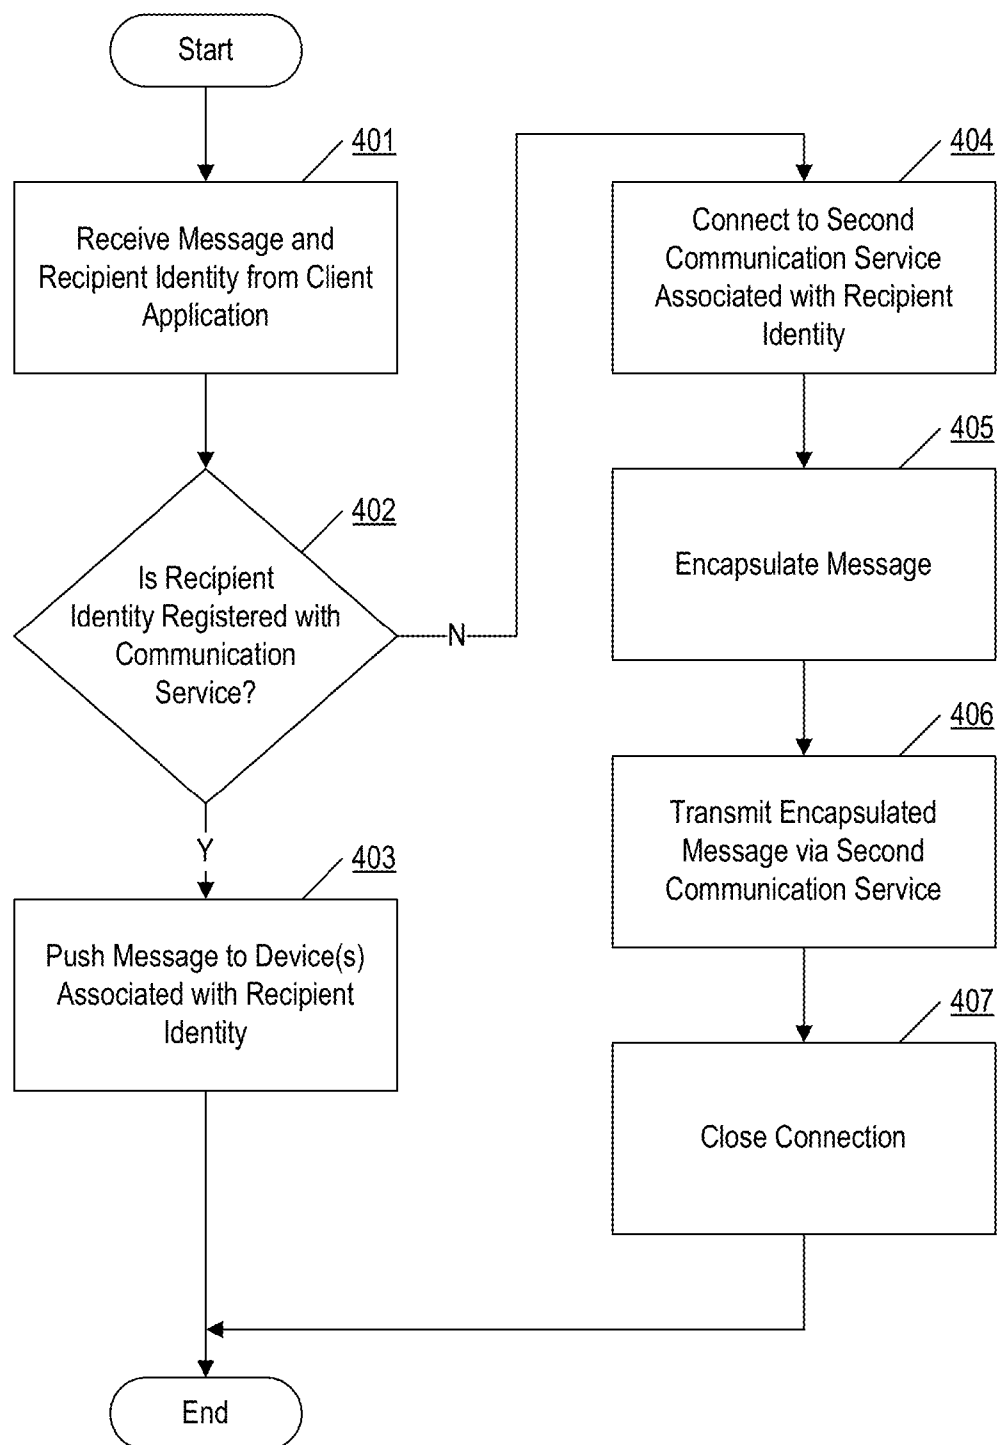 Start
401
Receive Message and
Recipient Identity from Client
Application
402
Is Recipient
Identity Registered with
Communication
Service?
N
Y
403
Push Message to Device(s)
Associated with Recipient
Identity
404
Connect to Second
Communication Service
Associated with Recipient
Identity
405
Encapsulate Message
406
Transmit Encapsulated
Message via Second
Communication Service
407
Close Connection
End